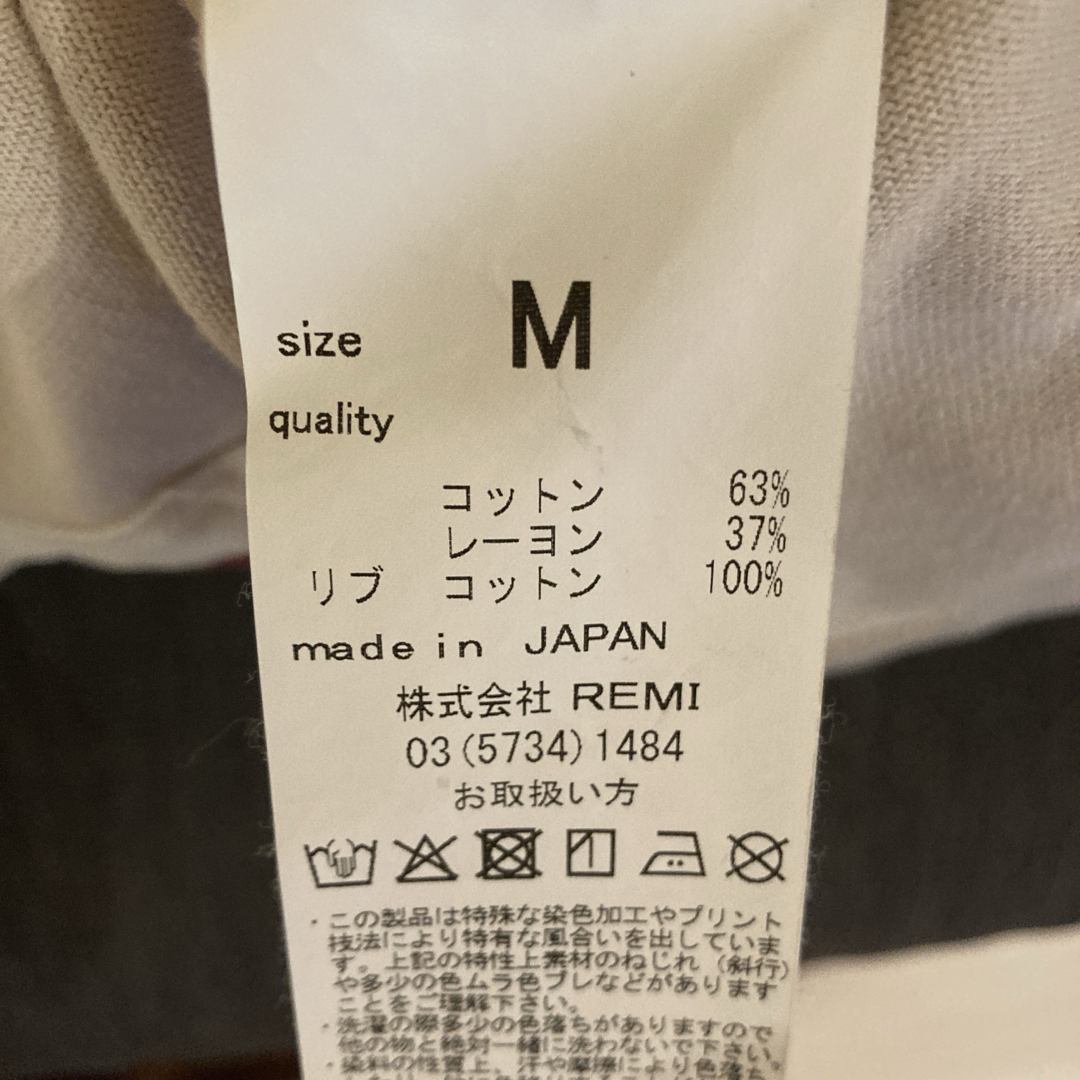 size M
quality
コットン 63%
レーヨン 37%
リブ コットン 100%
made in JAPAN
株式会社 REMI
03(5734)1484
お取扱い方
・この製品は特殊な染色加工やプリント
技法により特有な風合いを出していま
す。上記の特性上素材のねじれ（斜行）
や多少の色ムラ色ブレなどがあります
ことをご理解下さい。
・洗濯の際多少の色落ちがありますので
他の物と絶対一緒に洗わないで下さい。
・染料の性質上、汗や摩擦により色落ち